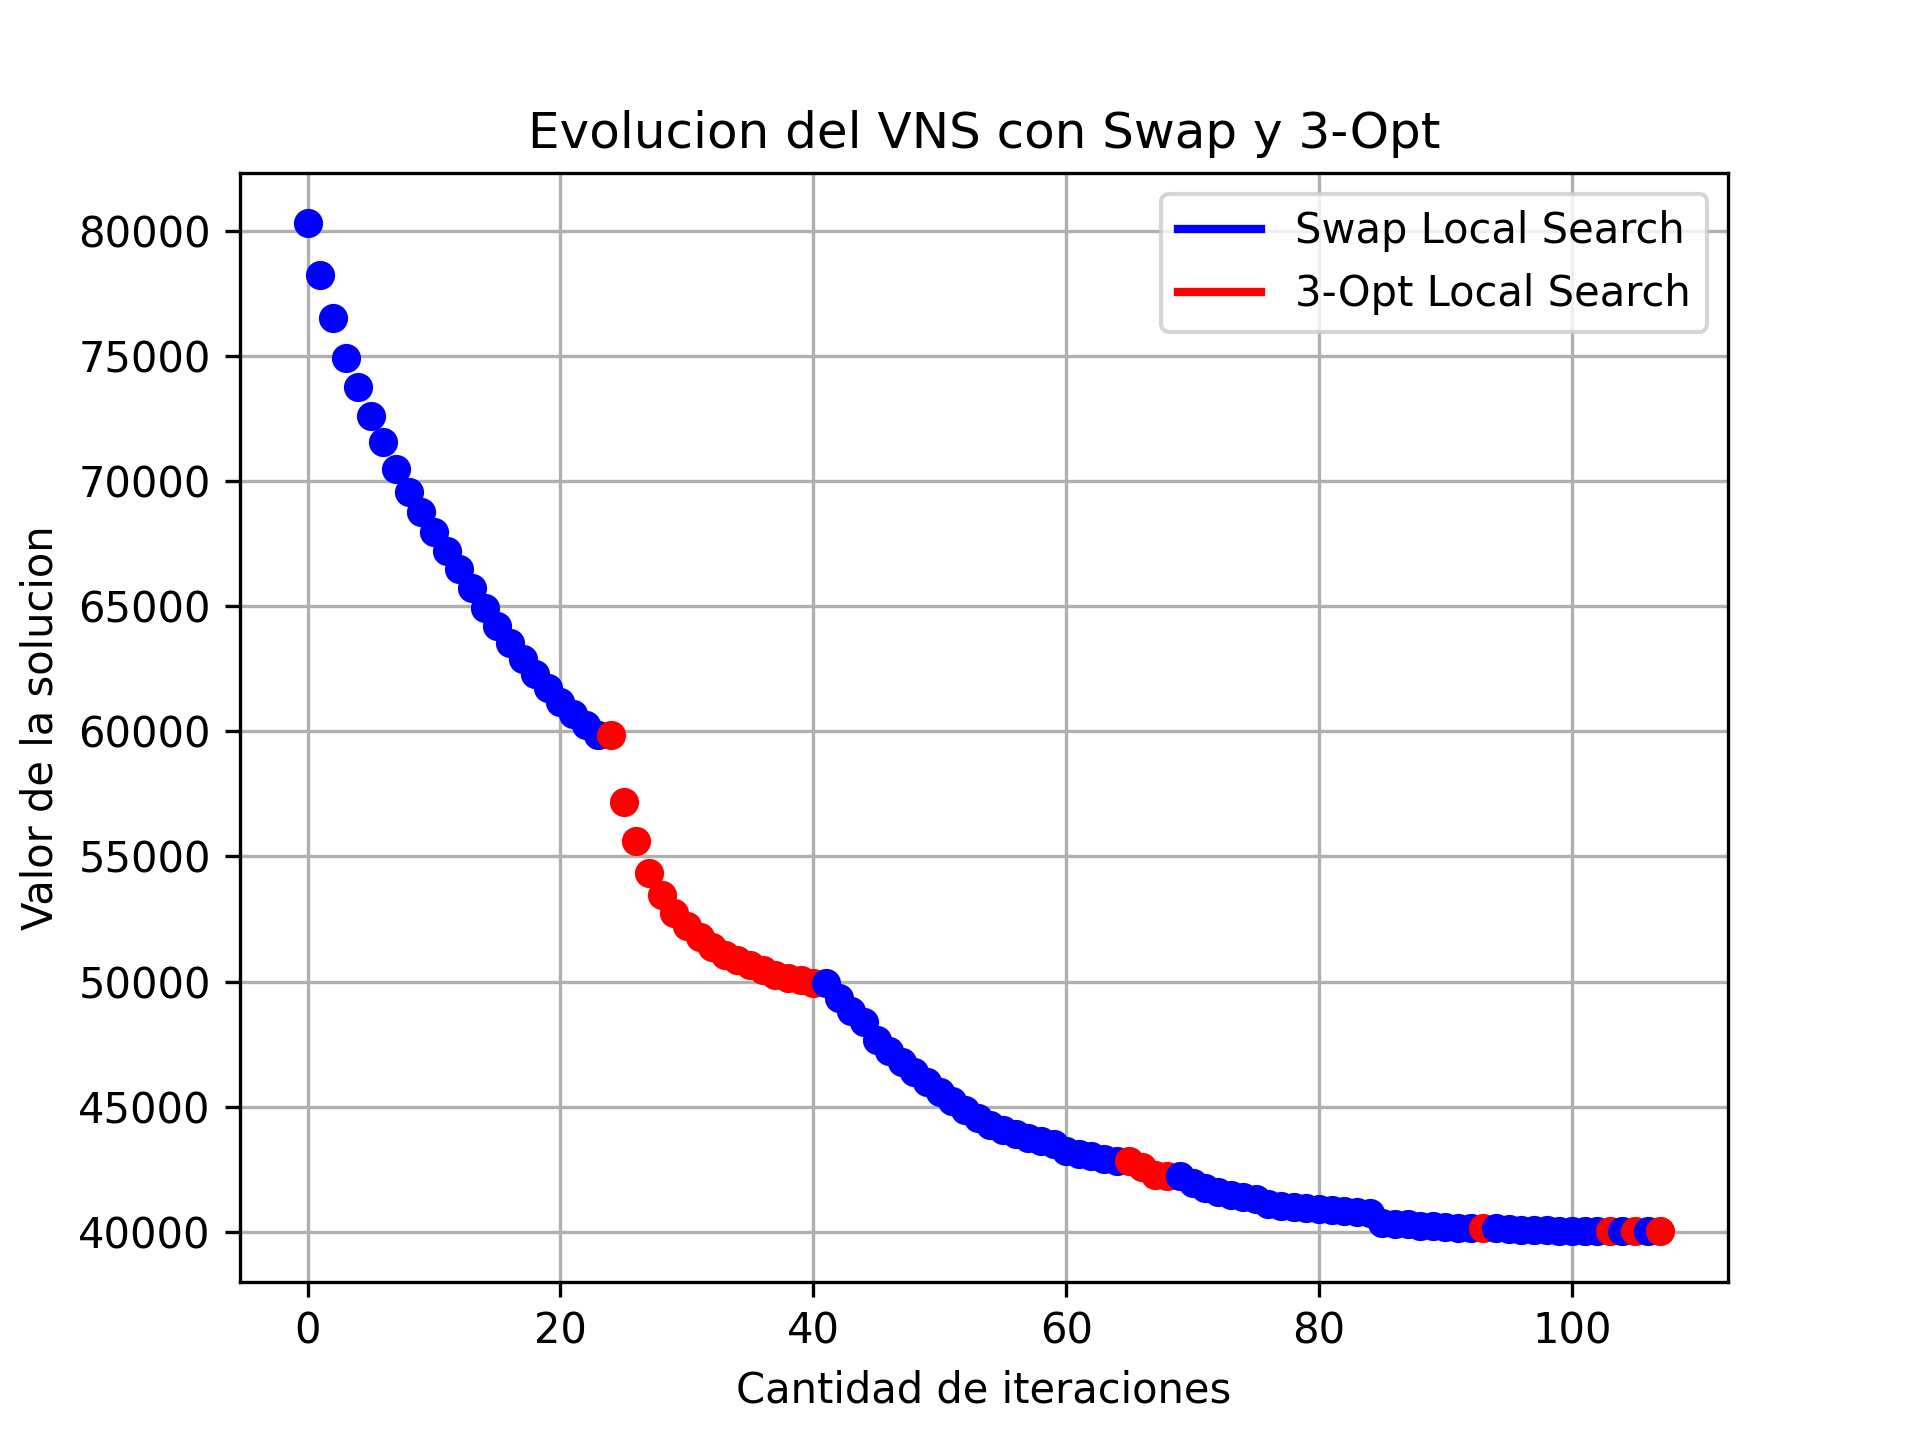 Evolucion del VNS con Swap y 3-Opt
Swap Local Search
3-Opt Local Search
80000
75000
70000
65000
60000
55000
50000
45000
40000
Valor de la solucion
0 20 40 60 80 100
Cantidad de iteraciones